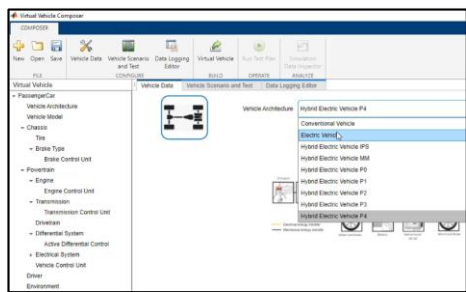 Virtual Vehicle Composer
COMPOSER
New Open Save Vehicle Data Vehicle Scenario and Test Data Logging Editor Virtual Vehicle Run Test Plan Simulation Data Inspector
FILE CONFIGURE BUILD OPERATE ANALYZE
Virtual Vehicle
Vehicle Data Vehicle Scenario and Test Data Logging Editor
PassengerCar
Vehicle Architecture
Vehicle Model
Chassis
Tire
Brake Type
Brake Control Unit
Powertrain
Engine
Engine Control Unit
Transmission
Transmission Control Unit
Drivetrain
Differential System
Active Differential Control
Electrical System
Vehicle Control Unit
Driver
Environment
Vehicle Architecture Hybrid Electric Vehicle P4
Conventional Vehicle
Electric Vehicle
Hybrid Electric Vehicle IPS
Hybrid Electric Vehicle MM
Hybrid Electric Vehicle P0
Hybrid Electric Vehicle P1
Hybrid Electric Vehicle P2
Hybrid Electric Vehicle P3
Hybrid Electric Vehicle P4